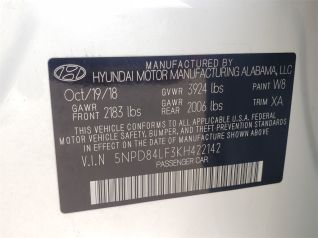 MANUFACTURED BY
HYUNDAI MOTOR MANUFACTURING ALABAMA, LLC
Oct/19/18 GVWR 3924 lbs PAINT W8
GAWR FRONT 2183 lbs GAWR REAR 2006 lbs TRIM XA
THIS VEHICLE CONFORMS TO ALL APPLICABLE U.S.A FEDERAL
MOTOR VEHICLE SAFETY, BUMPER, AND THEFT PREVENTION
STANDARDS IN EFFECT ON THE DATE OF MANUFACTURE SHOWN ABOVE.
V.I.N 5NPD84LF3KH422142
PASSENGER CAR